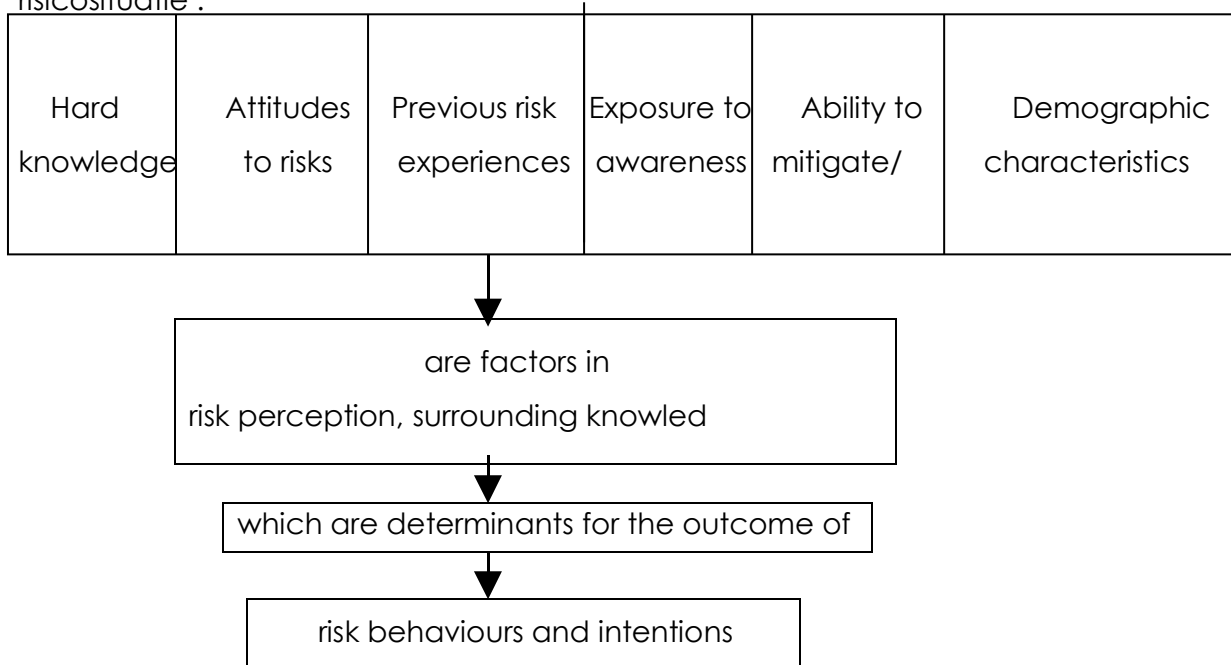 risicosituatie .
Hard
knowledge
Attitudes
to risks
Previous risk
experiences
Exposure to
awareness
Ability to
mitigate/
Demographic
characteristics
are factors in
risk perception, surrounding knowled
which are determinants for the outcome of
risk behaviours and intentions